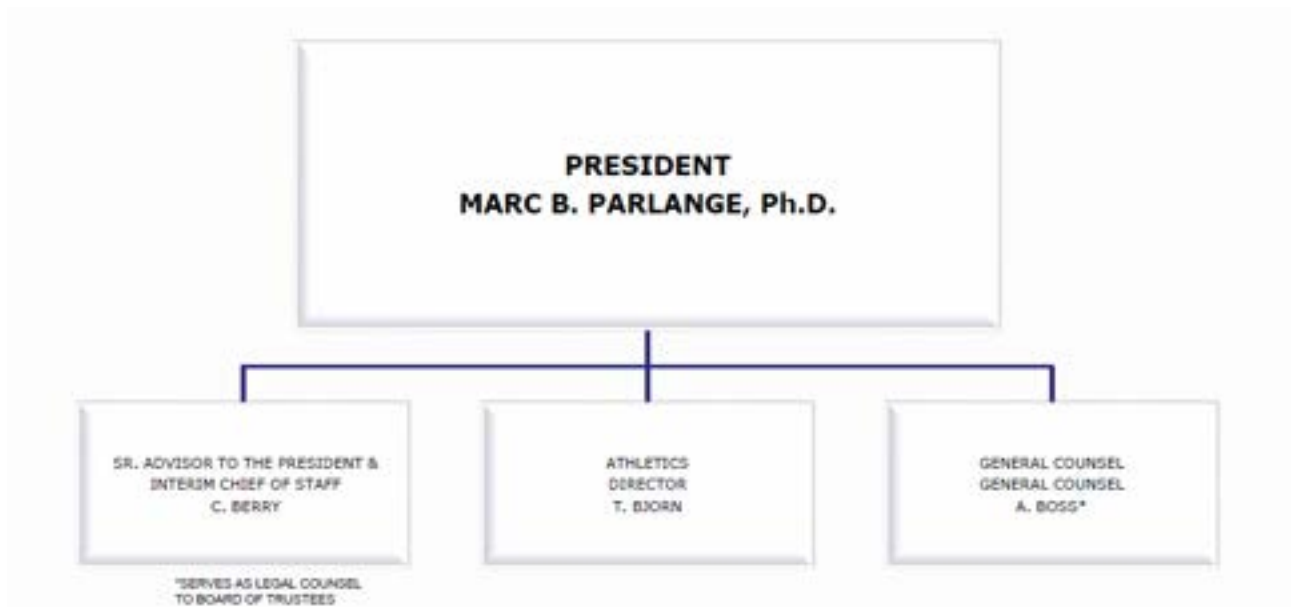 PRESIDENT
MARC B. PARLANGE, Ph.D.
SR. ADVISOR TO THE PRESIDENT &
INTERIM CHIEF OF STAFF
C. BERRY
ATHLETICS
DIRECTOR
T. BJORN
GENERAL COUNSEL
GENERAL COUNSEL
A. BOSS*
*SERVES AS LEGAL COUNSEL
TO BOARD OF TRUSTEES